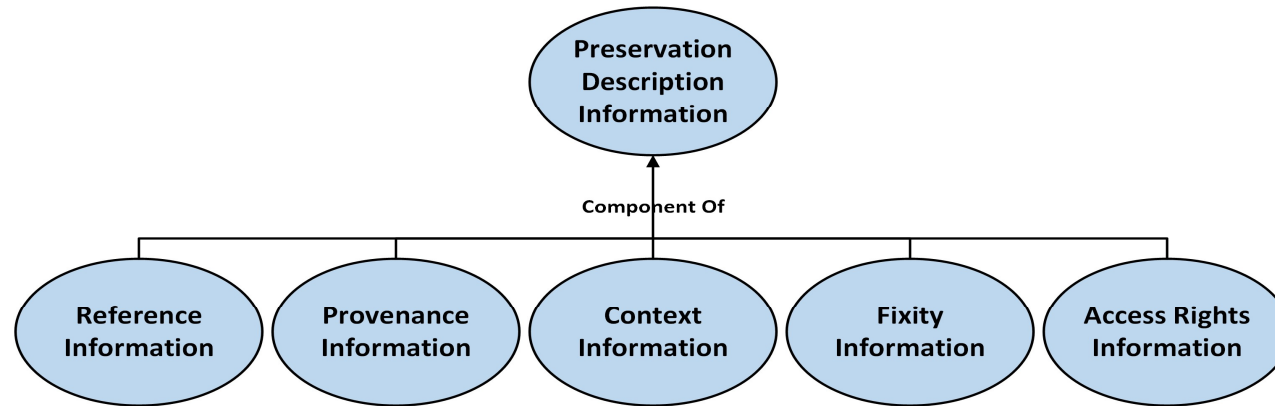 Preservation
Description
Information
Component Of
Reference
Information
Provenance
Information
Context
Information
Fixity
Information
Access Rights
Information